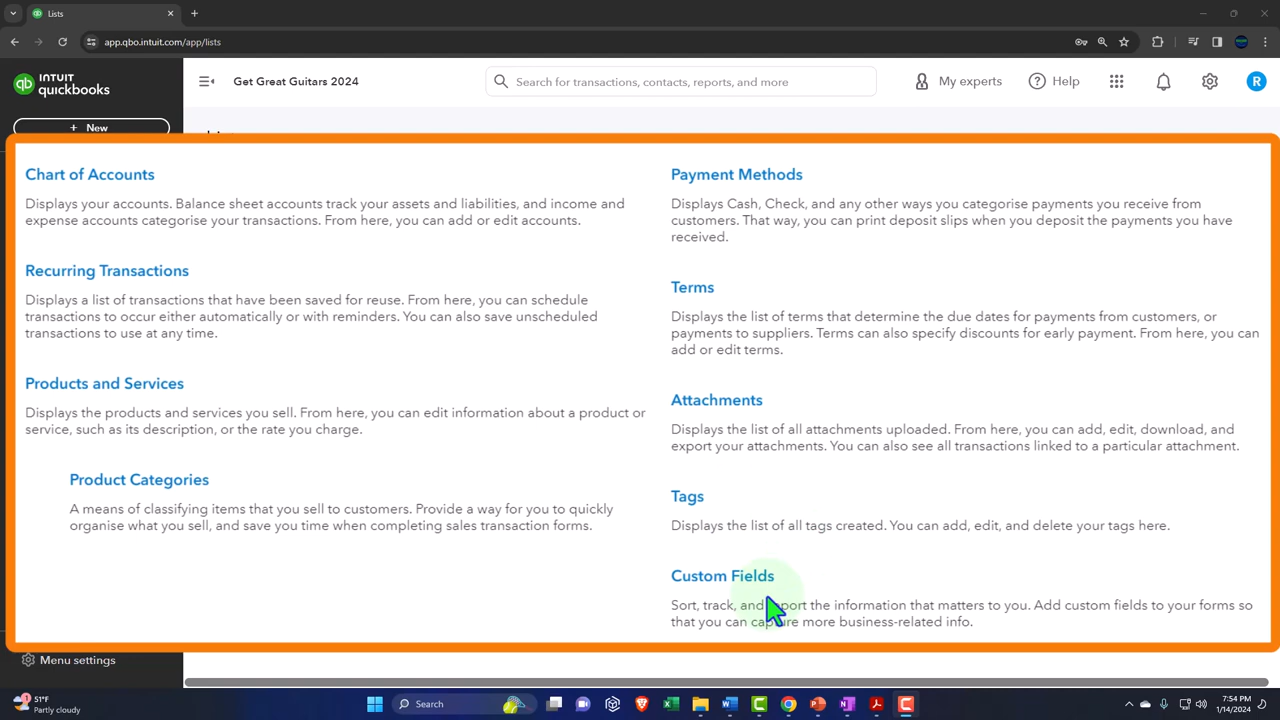 Lists
app.qbo.intuit.com/app/lists
INTUIT
quickbooks
Get Great Guitars 2024
Search for transactions, contacts, reports, and more
My experts
Help
R
+ New
Chart of Accounts
Displays your accounts. Balance sheet accounts track your assets and liabilities, and income and
expense accounts categorise your transactions. From here, you can add or edit accounts.
Recurring Transactions
Displays a list of transactions that have been saved for reuse. From here, you can schedule
transactions to occur either automatically or with reminders. You can also save unscheduled
transactions to use at any time.
Products and Services
Displays the products and services you sell. From here, you can edit information about a product or
service, such as its description, or the rate you charge.
Product Categories
A means of classifying items that you sell to customers. Provide a way for you to quickly
organise what you sell, and save you time when completing sales transaction forms.
Payment Methods
Displays Cash, Check, and any other ways you categorise payments you receive from
customers. That way, you can print deposit slips when you deposit the payments you have
received.
Terms
Displays the list of terms that determine the due dates for payments from customers, or
payments to suppliers. Terms can also specify discounts for early payment. From here, you can
add or edit terms.
Attachments
Displays the list of all attachments uploaded. From here, you can add, edit, download, and
export your attachments. You can also see all transactions linked to a particular attachment.
Tags
Displays the list of all tags created. You can add, edit, and delete your tags here.
Custom Fields
Sort, track, and report the information that matters to you. Add custom fields to your forms so
that you can capture more business-related info.
Menu settings
1
51°F
Partly cloudy
Search
7:54 PM
1/14/2024